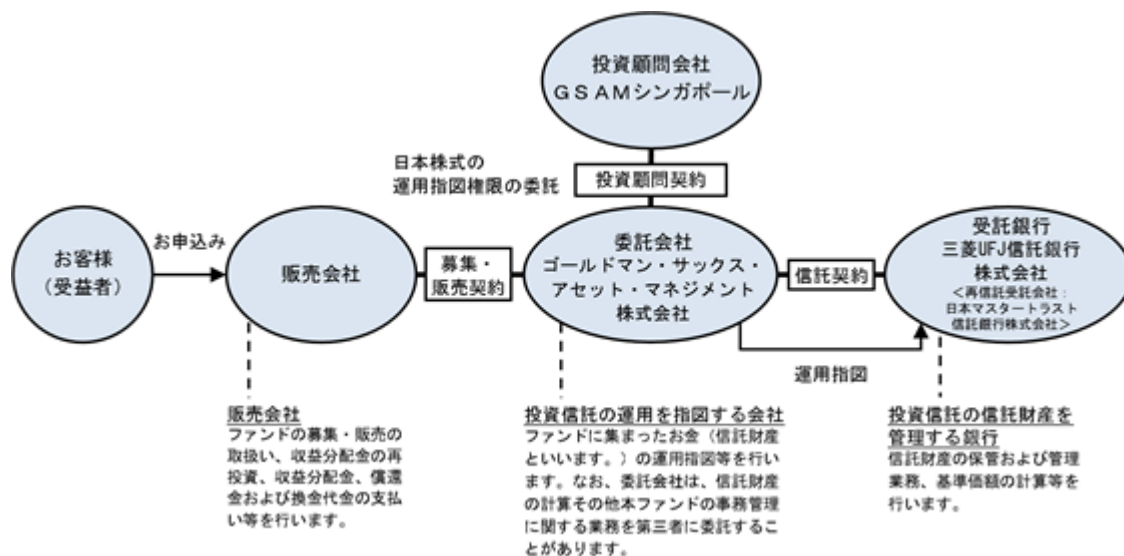 投資顧問会社
ＧＳＡＭシンガポール
日本株式の
運用指図権限の委託
投資顧問契約
お客様
（受益者）
お申込み
販売会社
募集・
販売契約
委託会社
ゴールドマン・サックス・
アセット・マネジメント
株式会社
信託契約
受託銀行
三菱UFJ信託銀行
株式会社
＜再信託受託会社：
日本マスタートラスト
信託銀行株式会社＞
運用指図
販売会社
ファンドの募集・販売の
取扱い、収益分配金の再
投資、収益分配金、償還
金および換金代金の支払
い等を行います。
投資信託の運用を指図する会社
ファンドに集まったお金（信託財産
といいます。）の運用指図等を行い
ます。なお、委託会社は、信託財産
の計算その他本ファンドの事務管理
に関する業務を第三者に委託するこ
とがあります。
投資信託の信託財産を
管理する銀行
信託財産の保管および管理
業務、基準価額の計算等を
行います。